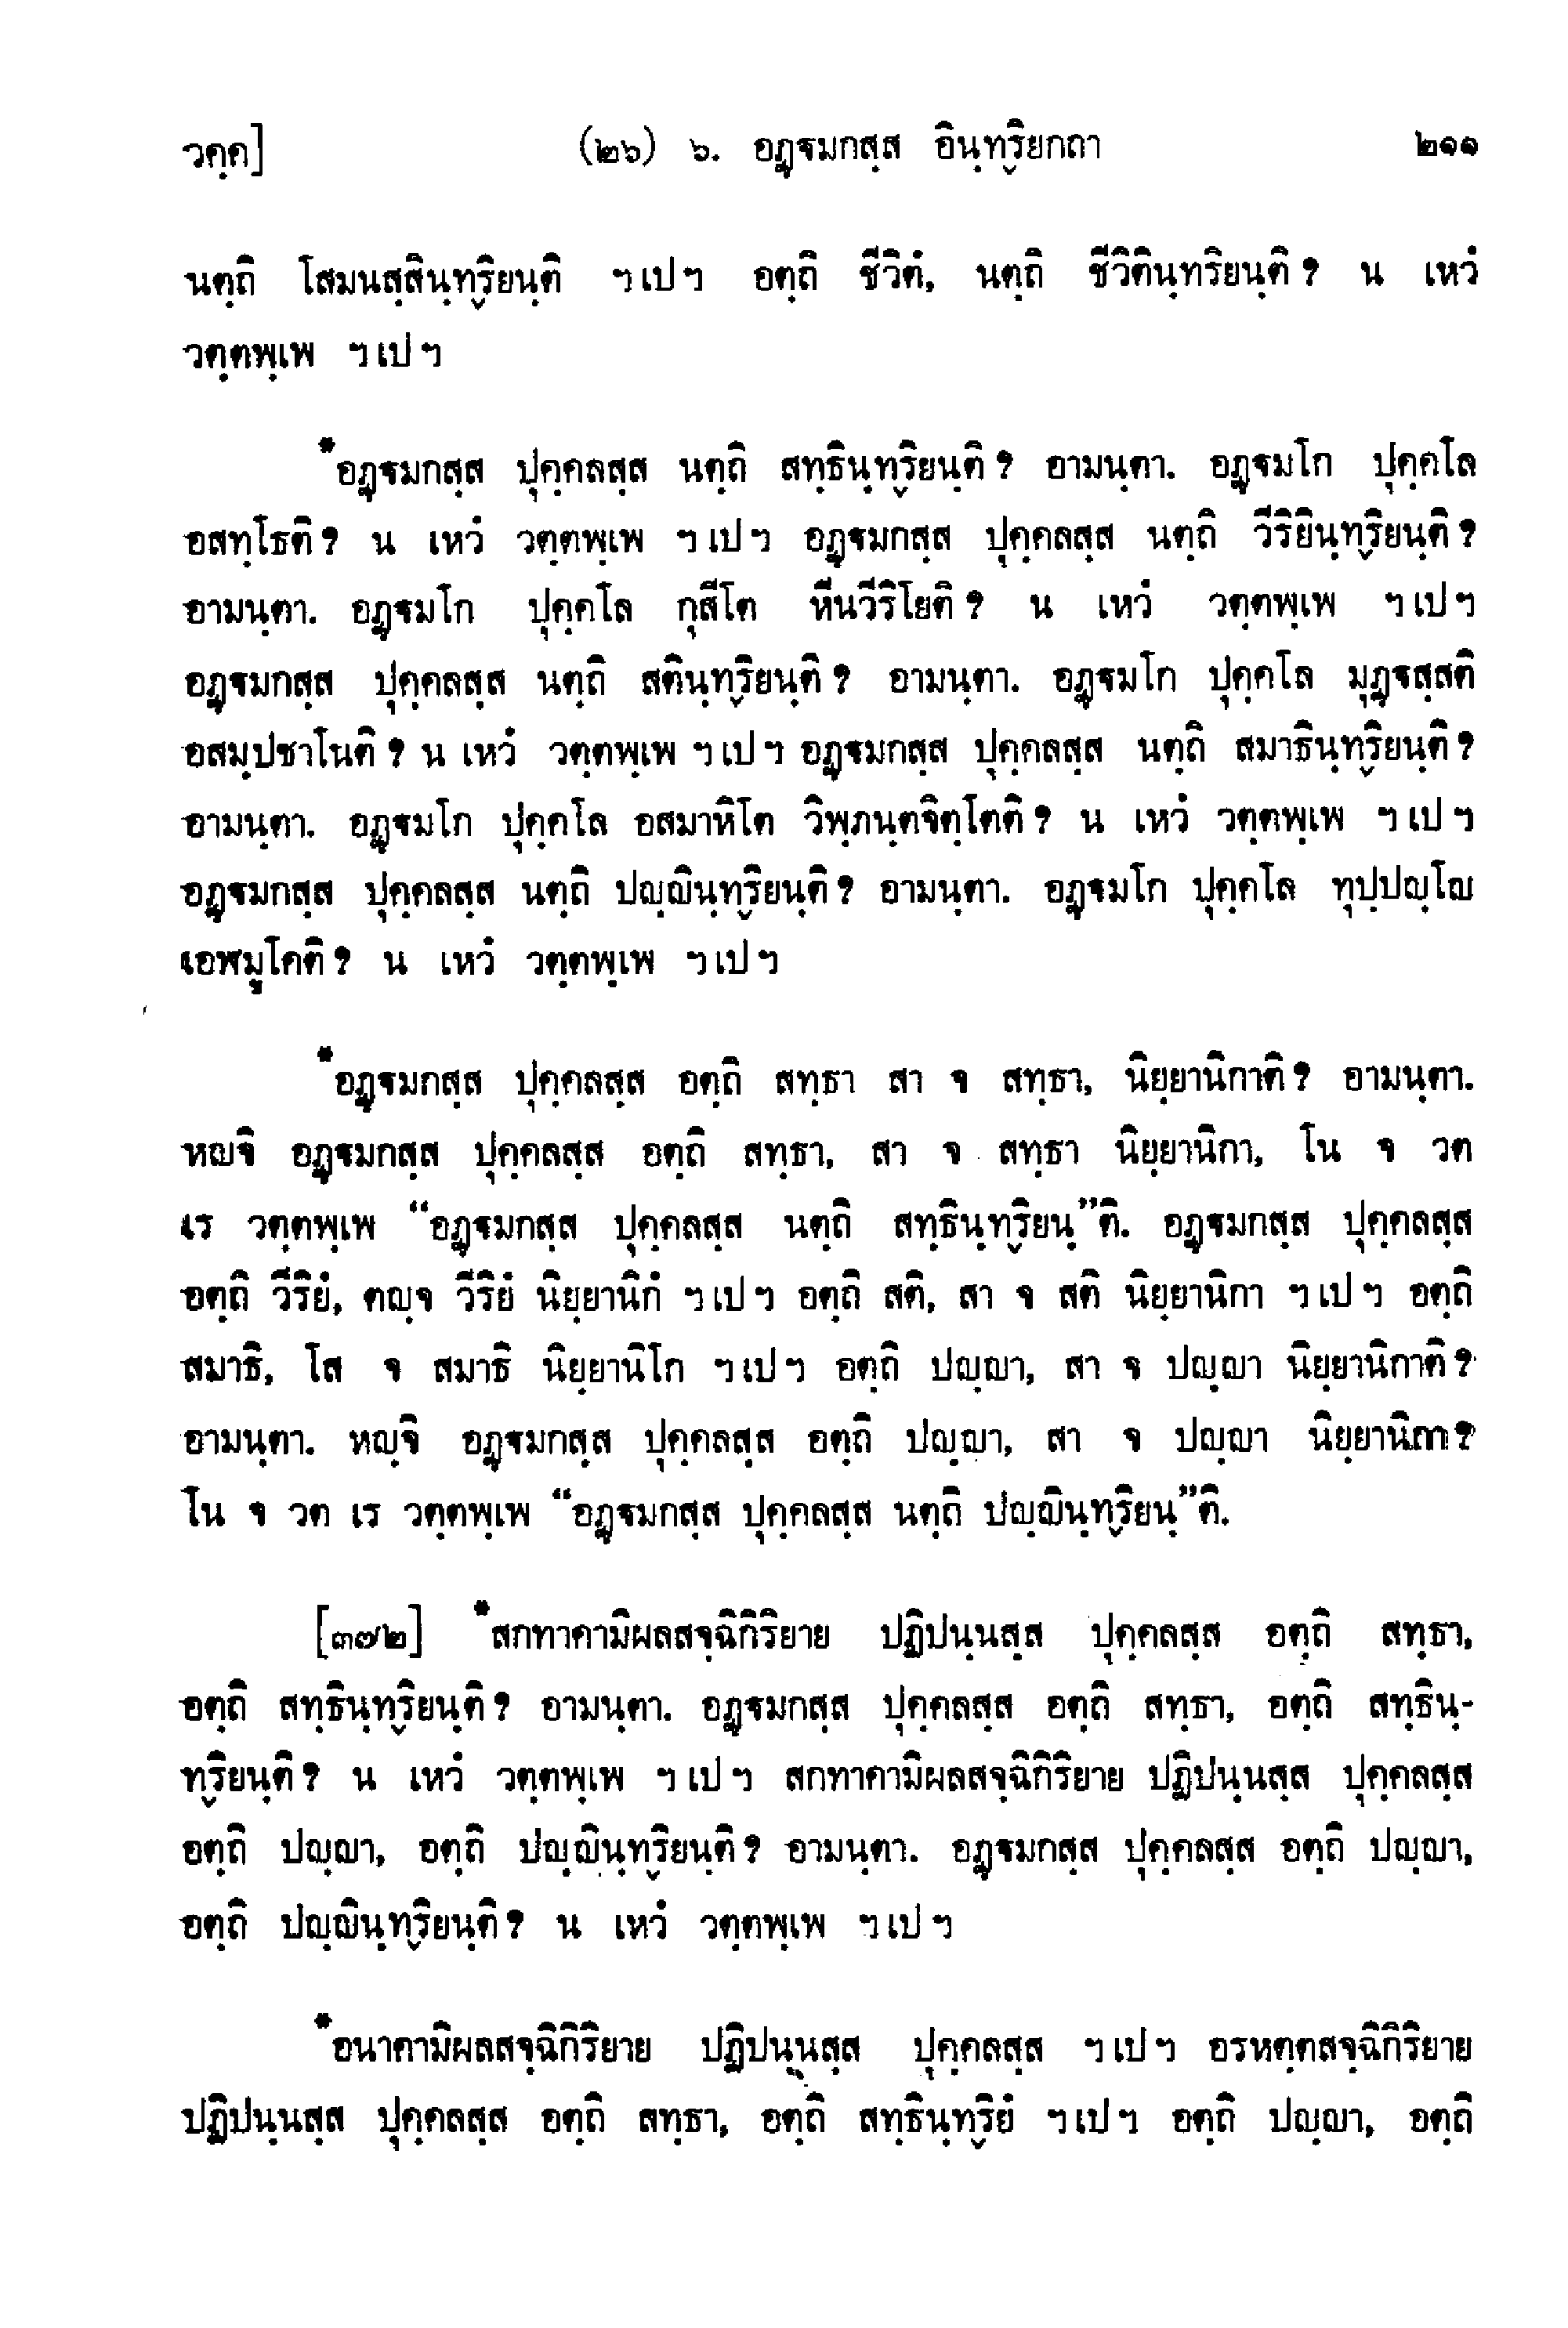 วคฺค]	(๒๖) ๖. อฏฺฐมกสฺส อินฺทฺริยกถา	๒๑๑
นตฺถิ โสมนสฺสินฺทฺริยนฺติ ฯเปฯ อตฺถิ ชีวิตํ, นตฺถิ ชีวิตินฺทริยนฺติ? น เหวํ
วตฺตพฺเพ ฯเปฯ
*อฏฺฐมกสฺส ปุคฺคลสฺส นตฺถิ สทฺธินฺทฺริยนฺติ? อามนฺตา. อฏฺฐมโก ปุคฺคโล
อสทฺโธติ? น เหวํ วตฺตพฺเพ ฯเปฯ อฏฺฐมกสฺส ปุคฺคลสฺส นตฺถิ วีริยินฺทฺริยนฺติ?
อามนฺตา. อฏฺฐมโก ปุคฺคโล กุสีโต หีนวีริโยติ? น เหวํ วตฺตพฺเพ ฯเปฯ
อฏฺฐมกสฺส ปุคฺคลสฺส นตฺถิ สตินฺทฺริยนฺติ? อามนฺตา. อฏฺฐมโก ปุคฺคโล มุฏฺฐสฺสติ
อสมฺปชาโนติ? น เหวํ วตฺตพฺเพ ฯเปฯ อฏฺฐมกสฺส ปุคฺคลสฺส นตฺถิ สมาธินฺทฺริยนฺติ?
อามนฺตา. อฏฺฐมโก ปุคฺคโล อสมาหิโต วิพฺภนฺตจิตฺโตติ? น เหวํ วตฺตพฺเพ ฯเปฯ
อฏฺฐมกสฺส ปุคฺคลสฺส นตฺถิ ปญฺญินฺทฺริยนฺติ? อามนฺตา. อฏฺฐมโก ปุคฺคโล ทุปฺปญฺโญ
เอฬมูโคติ? น เหวํ วตฺตพฺเพ ฯเปฯ
*อฏฺฐมกสฺส ปุคฺคลสฺส อตฺถิ สทฺธา สา จ สทฺธา, นิยฺยานิกาติ? อามนฺตา.
หญจิ อฏฺฐมกสฺส ปุคฺคลสฺส อตฺถิ สทฺธา, สา จ สทฺธา นิยฺยานิกา, โน จ วต
เร วตฺตพฺเพ “อฏฺฐมกสฺส ปุคฺคลสฺส นตฺถิ สทฺธินฺทฺริยนฺ”ติ. อฏฺฐมกสฺส ปุคฺคลสฺส
อตฺถิ วีริยํ, ตญฺจ วีริยํ นิยฺยานิกํ ฯเปฯ อตฺถิ สติ, สา จ สติ นิยฺยานิกา ฯเปฯ อตฺถิ
สมาธิ, โส จ สมาธิ นิยฺยานิโก ฯเปฯ อตฺถิ ปญฺญา, สา จ ปญฺญา นิยฺยานิกาติ?
อามนฺตา. หญฺจิ อฏฺฐมกสฺส ปุคฺคลสฺส อตฺถิ ปญฺญา, สา จ ปญฺญา นิยฺยานิกา?
โน จ วต เร วตฺตพฺเพ “อฏฺฐมกสฺส ปุคฺคลสฺส นตฺถิ ปญฺญินฺทฺริยนฺ”ติ.
[๓๗๒] *สกทาคามิผลสจฺฉิกิริยาย ปฏิปนฺนสฺส ปุคฺคลสฺส อตฺถิ สทฺธา,
อตฺถิ สทฺธินฺทฺริยนฺติ? อามนฺตา. อฏฺฐมกสฺส ปุคฺคลสฺส อตฺถิ สทฺธา, อตฺถิ สทฺธินฺ-
ทฺริยนฺติ? น เหวํ วตฺตพฺเพ ฯเปฯ สกทาคามิผลสจฺฉิกิริยาย ปฏิปนฺนสฺส ปุคฺคลสฺส
อตฺถิ ปญฺญา, อตฺถิ ปญฺญินฺทฺริยนฺติ? อามนฺตา. อฏฺฐมกสฺส ปุคฺคลสฺส อตฺถิ ปญฺญา,
อตฺถิ ปญฺญินฺทฺริยนฺติ? น เหวํ วตฺตพฺเพ ฯเปฯ
*อนาคามิผลสจฺฉิกิริยาย ปฏิปนฺนสฺส ปุคฺคลสฺส ฯเปฯ อรหตฺตสจฺฉิกิริยาย
ปฏิปนฺนสฺส ปุคฺคลสฺส อตฺถิ สทฺธา, อตฺถิ สทฺธินฺทฺริยํ ฯเปฯ อตฺถิ ปญฺญา, อตฺถิ